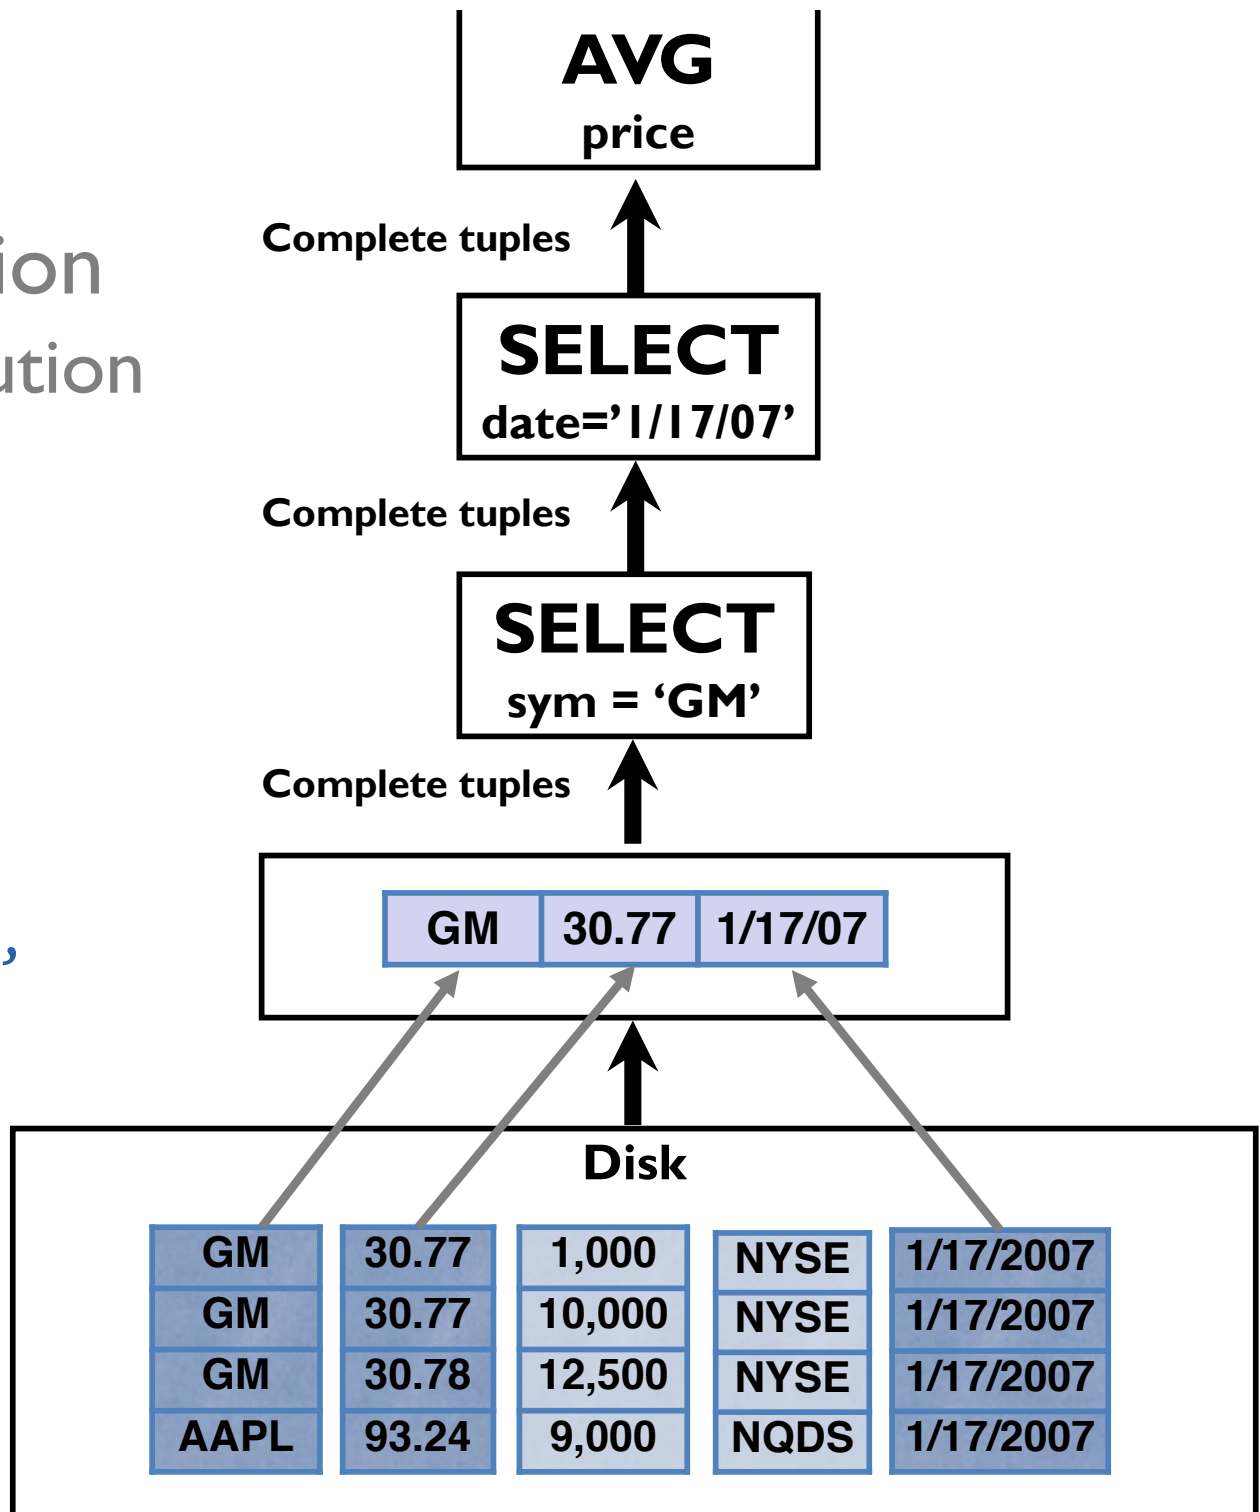 AVG
price
Complete tuples
ion
ution
SELECT
date=’1/17/07’
Complete tuples
SELECT
sym = ‘GM’
Complete tuples
GM 30.77 1/17/07
,
Disk
GM 30.77 1,000 NYSE 1/17/2007
GM 30.77 10,000 NYSE 1/17/2007
GM 30.78 12,500 NYSE 1/17/2007
AAPL 93.24 9,000 NQDS 1/17/2007